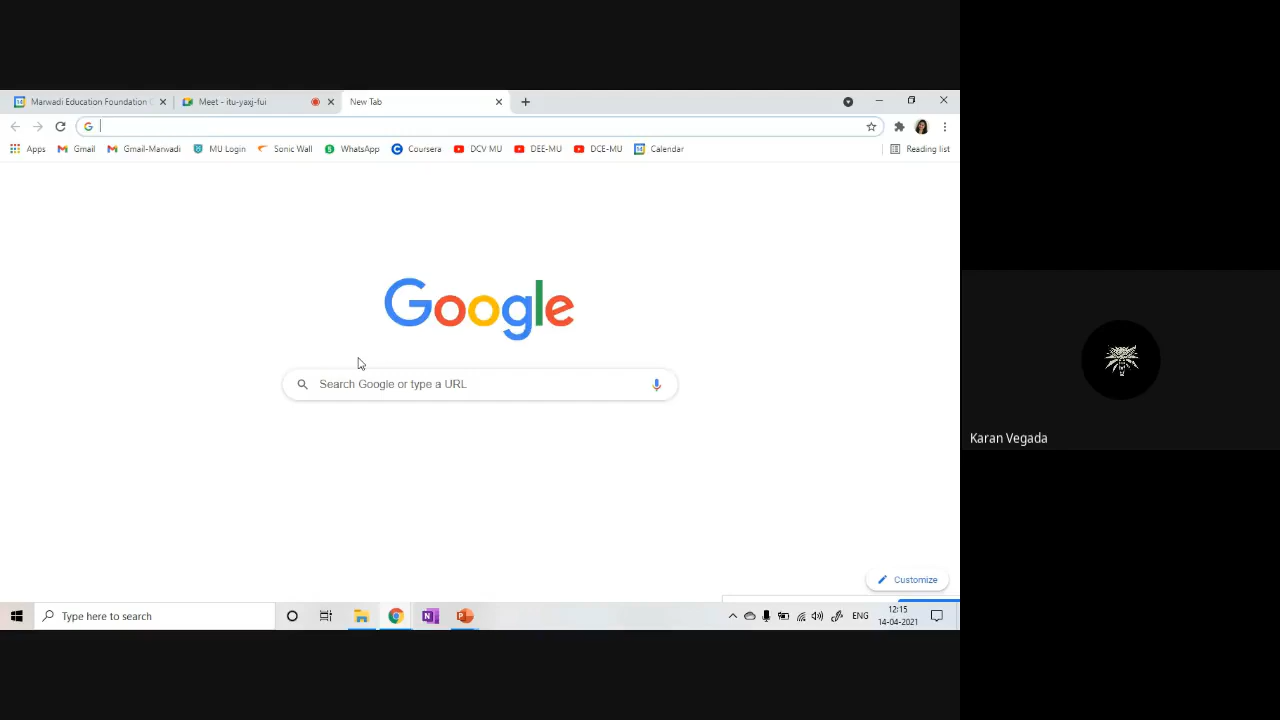 Marwadi Education Foundation
Meet - itu-yaxj-fui
New Tab
Apps
Gmail
Gmail-Marwadi
MU Login
Sonic Wall
WhatsApp
Coursera
DCV MU
DEE-MU
DCE-MU
Calendar
Reading list
Google
Search Google or type a URL
Karan Vegada
Customize
Type here to search
ENG
12:15
14-04-2021